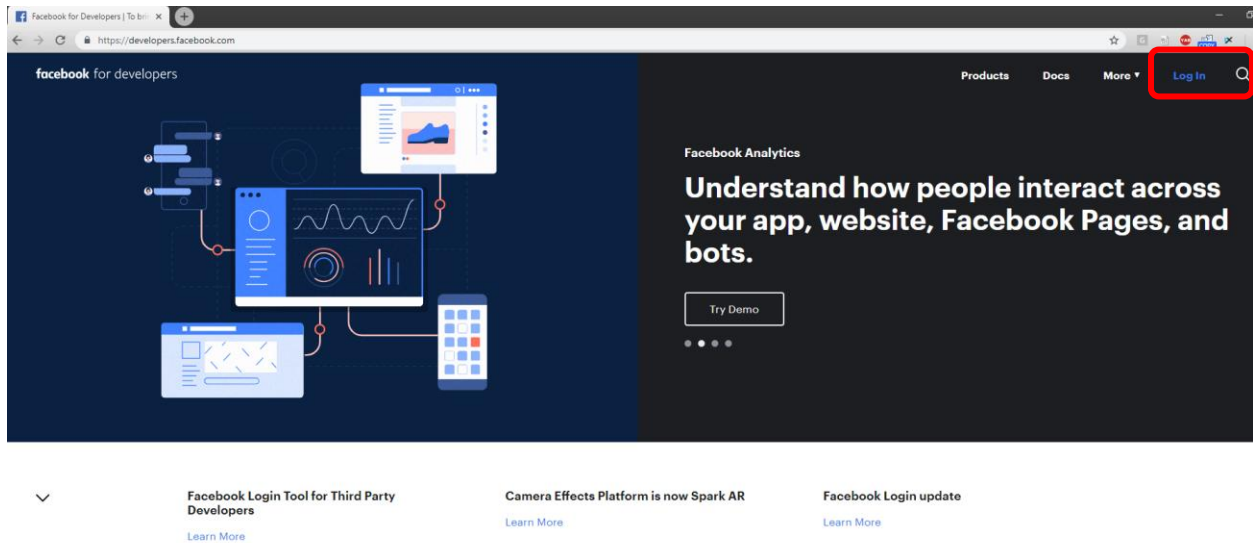 Facebook for Developers | To bri
https://developers.facebook.com
facebook for developers
Products Docs More Log In
Facebook Analytics
Understand how people interact across
your app, website, Facebook Pages, and
bots.
Try Demo
Facebook Login Tool for Third Party
Developers
Learn More
Camera Effects Platform is now Spark AR
Learn More
Facebook Login update
Learn More